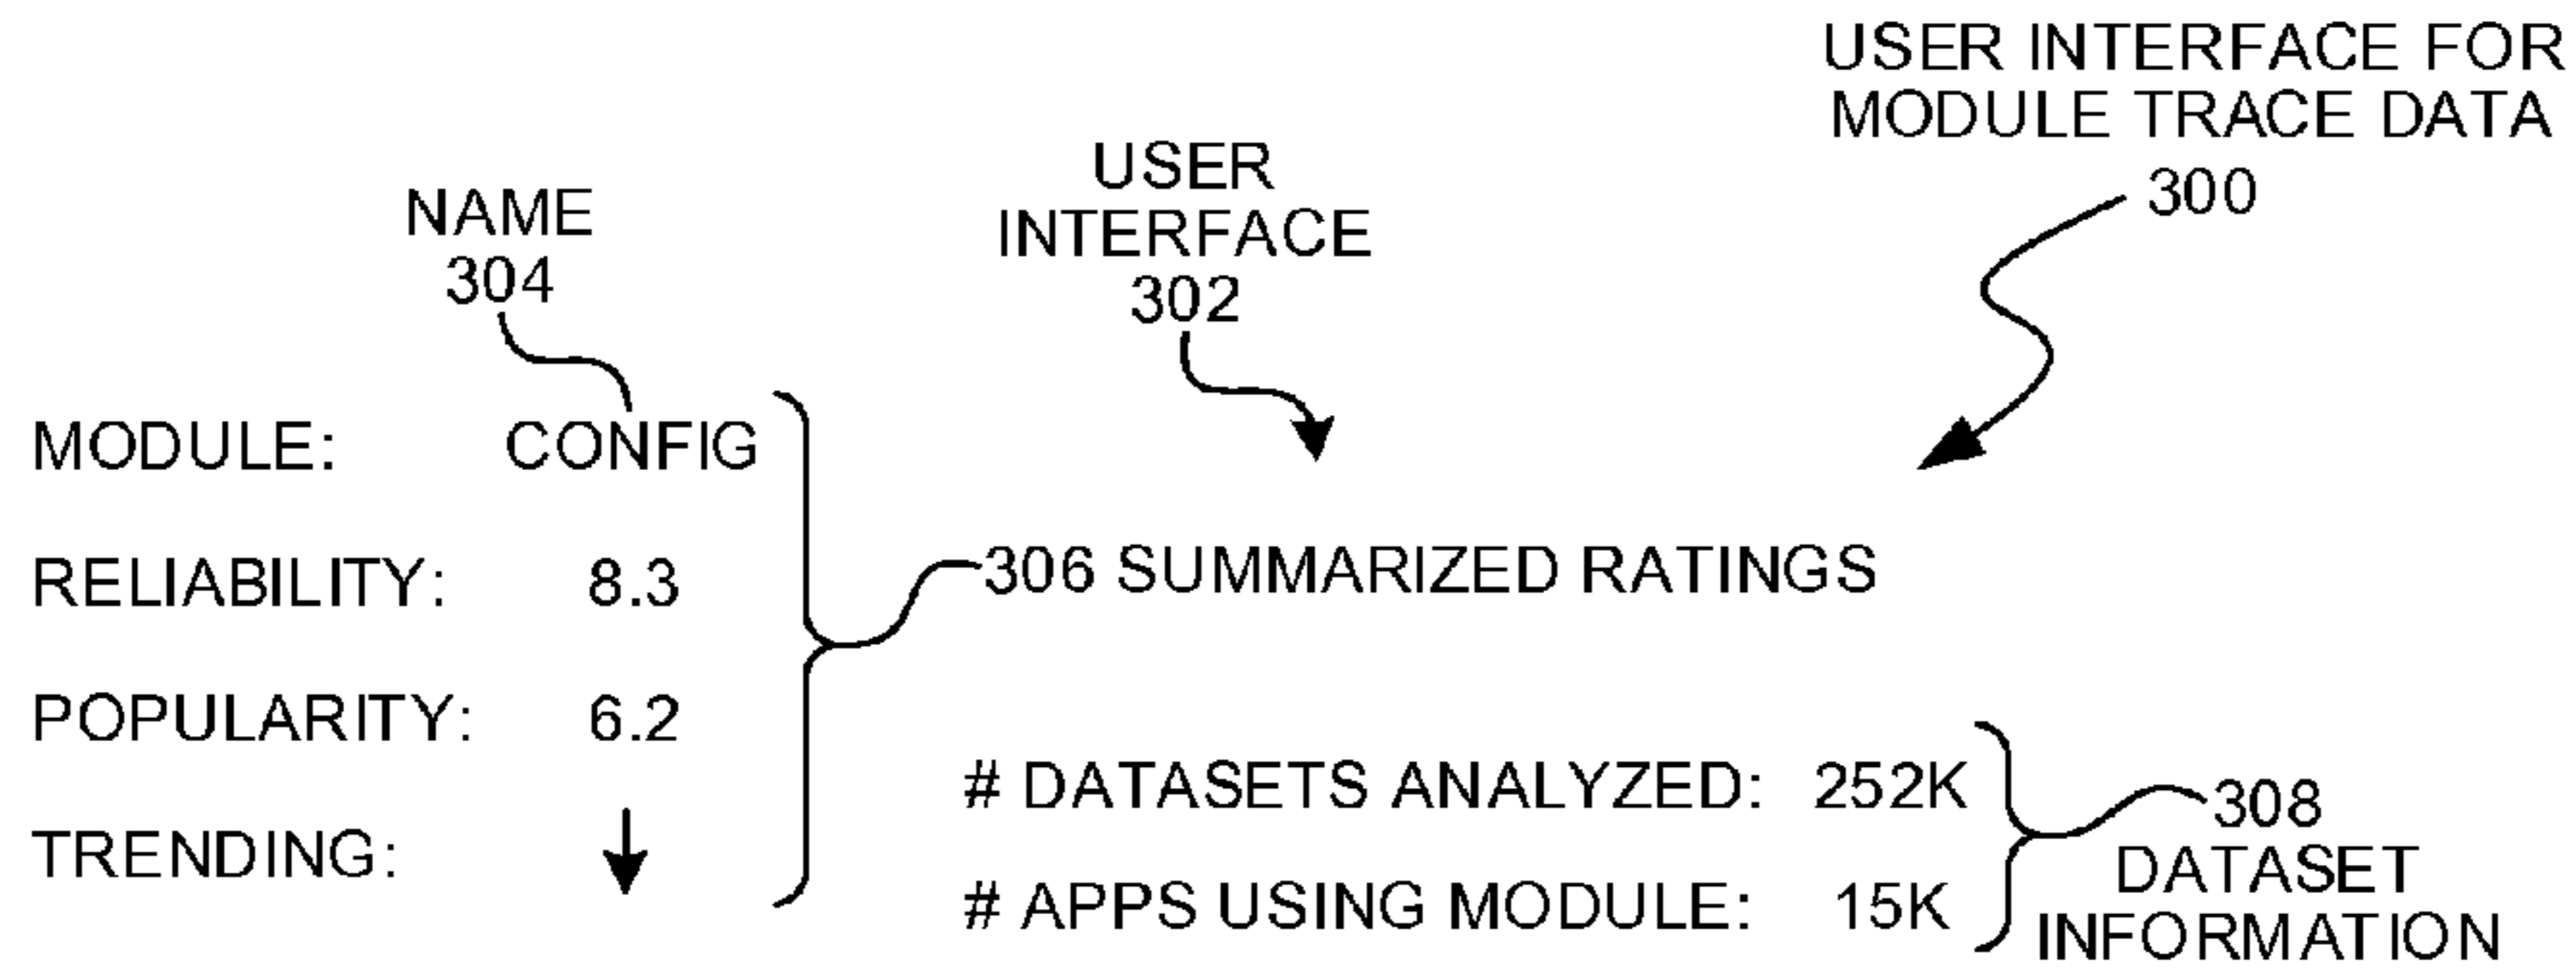 USER INTERFACE FOR
MODULE TRACE DATA
300
USER
INTERFACE
302
NAME
304
MODULE: CONFIG
RELIABILITY: 8.3
POPULARITY: 6.2
TRENDING:
306 SUMMARIZED RATINGS
# DATASETS ANALYZED: 252K
# APPS USING MODULE: 15K
308
DATASET
INFORMATION